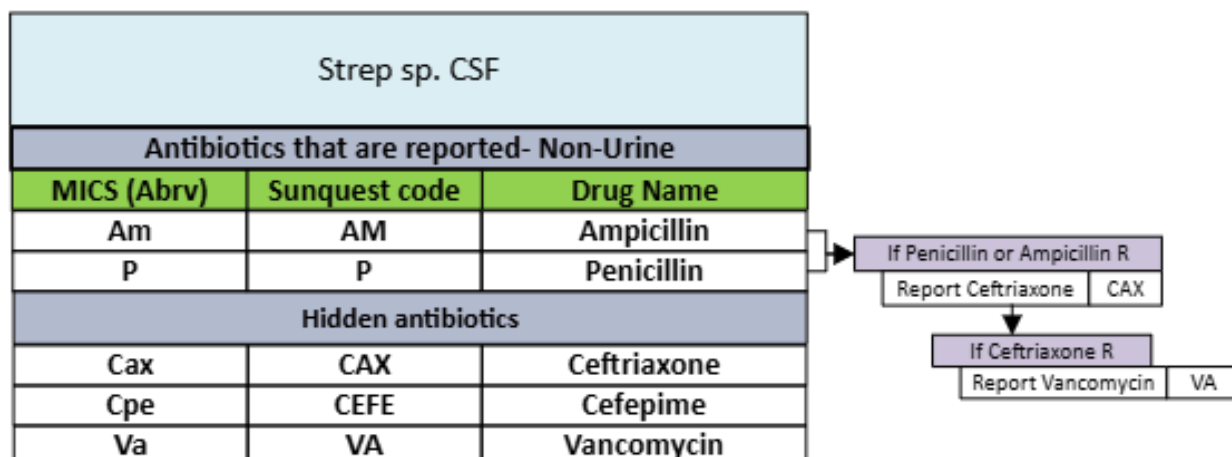 Strep sp. CSF
Antibiotics that are reported- Non-Urine
MICS (Abrv) Sunquest code Drug Name
Am AM Ampicillin
P P Penicillin
If Penicillin or Ampicillin R
Report Ceftriaxone CAX
Hidden antibiotics
If Ceftriaxone R
Report Vancomycin VA
Cax CAX Ceftriaxone
Cpe CEFE Cefepime
Va VA Vancomycin